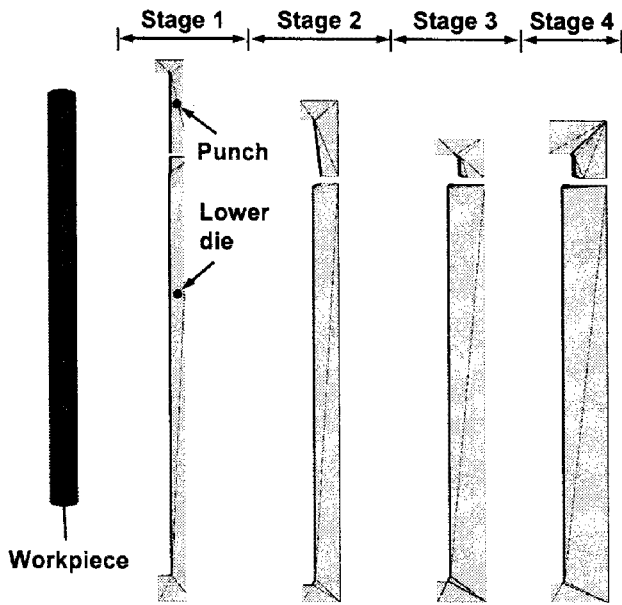 Stage 1
Stage 2
Stage 3
Stage 4
Punch
Lower
die
Workpiece